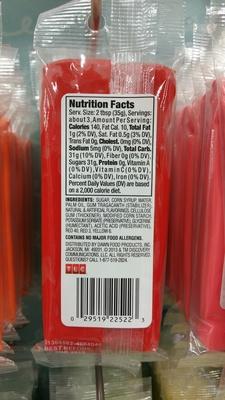 Nutrition Facts
Serv. Size: 2 tbsp (35g), Servings:
about 13, Amount Per Serving:
Calories 140, Fat Cal. 10, Total Fat
1g (2% DV), Sat. Fat 0.5g (3% DV),
Trans Fat 0g, Cholest. 0mg (0% DV),
Sodium 5mg (0% DV), Total Carb.
31g (10% DV), Fiber 0g (0% DV),
Sugars 31g, Protein 0g, Vitamin A
(0% DV), Vitamin C (0% DV),
Calcium (0% DV), Iron (0% DV).
Percent Daily Values (DV) are based
on a 2,000 calorie diet.
INGREDIENTS: SUGAR, CORN SYRUP, WATER,
PALM OIL, GUM TRAGACANTH (STABILIZER),
NATURAL & ARTIFICIAL FLAVORINGS, CELLULOSE
GUM (THICKENER), MODIFIED CORN STARCH,
POTASSIUM SORBATE (PRESERVATIVE), GLYCERINE
(HUMECTANT), ACETIC ACID (PRESERVATIVE),
RED 40, RED 3, YELLOW 6.
CONTAINS NO MAJOR FOOD ALLERGENS.
DISTRIBUTED BY DAWN FOOD PRODUCTS, INC.
JACKSON, MI 49201. © 2013 & TM DISCOVERY
COMMUNICATIONS, LLC. ALL RIGHTS RESERVED.
QUESTIONS? CALL 1-877-519-2824.
TLC
0 29519 22522 3
BEST BEFORE